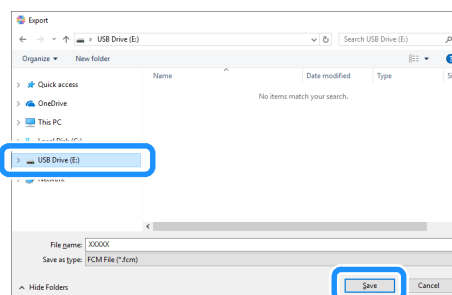 Export
USB Drive (E:)
Search USB Drive (E:)
Organize
New folder
Name
Date modified
Type
No items match your search.
Quick access
OneDrive
This PC
USB Drive (E:)
File name: XXXXX
Save as type: FCM File (*.fcm)
Hide Folders
Save
Cancel